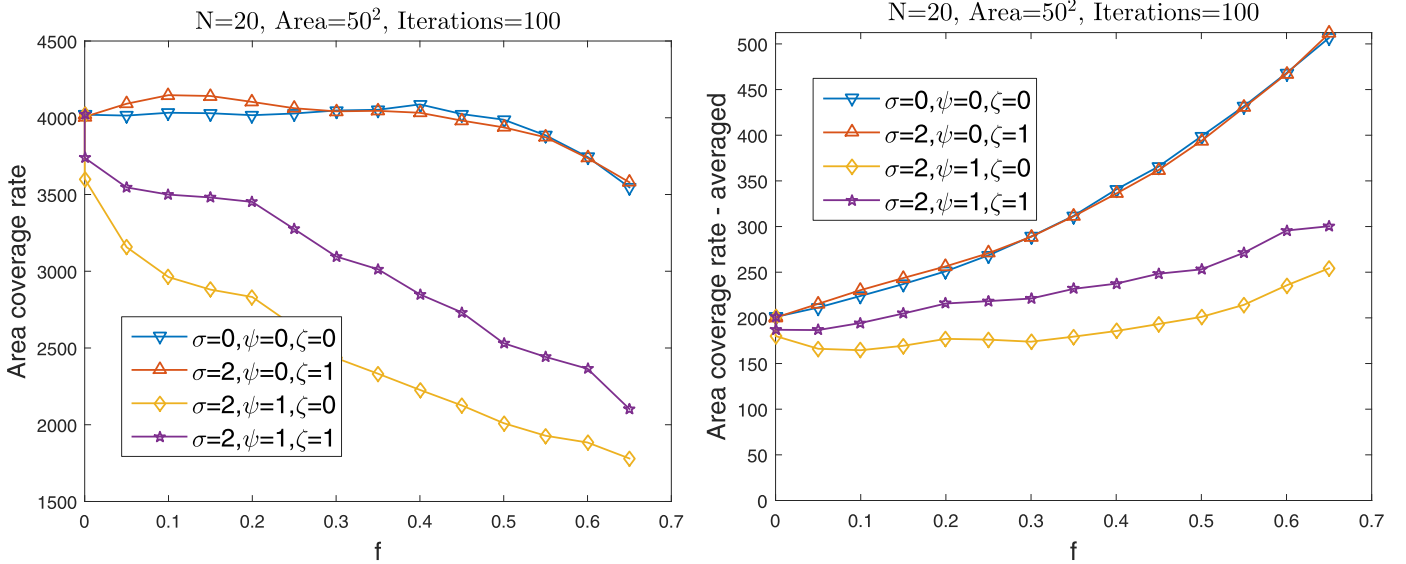 N=20, Area=50², Iterations=100
4500
4000
3500
3000
2500
2000
1500
Area coverage rate
σ=0,ψ=0,ζ=0
σ=2,ψ=0,ζ=1
σ=2,ψ=1,ζ=0
σ=2,ψ=1,ζ=1
0 0.1 0.2 0.3 0.4 0.5 0.6 0.7
f
N=20, Area=50², Iterations=100
500
450
400
350
300
250
200
150
100
50
0
Area coverage rate - averaged
σ=0,ψ=0,ζ=0
σ=2,ψ=0,ζ=1
σ=2,ψ=1,ζ=0
σ=2,ψ=1,ζ=1
0 0.1 0.2 0.3 0.4 0.5 0.6 0.7
f